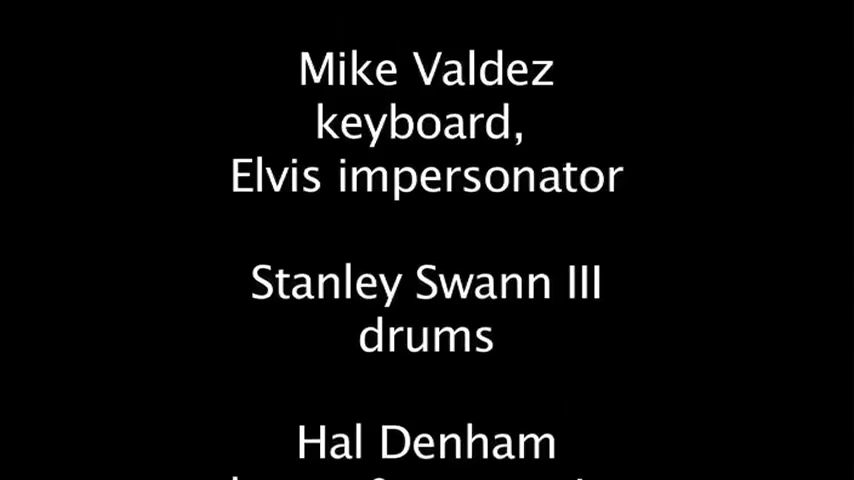 Mike Valdez
keyboard,
Elvis impersonator
Stanley Swann III
drums
Hal Denham